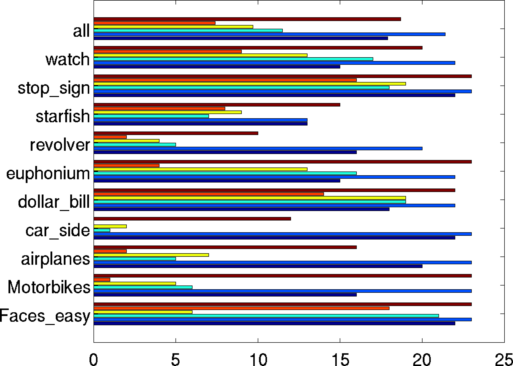 all
watch
stop_sign
starfish
revolver
euphonium
dollar_bill
car_side
airplanes
Motorbikes
Faces_easy
0 5 10 15 20 25